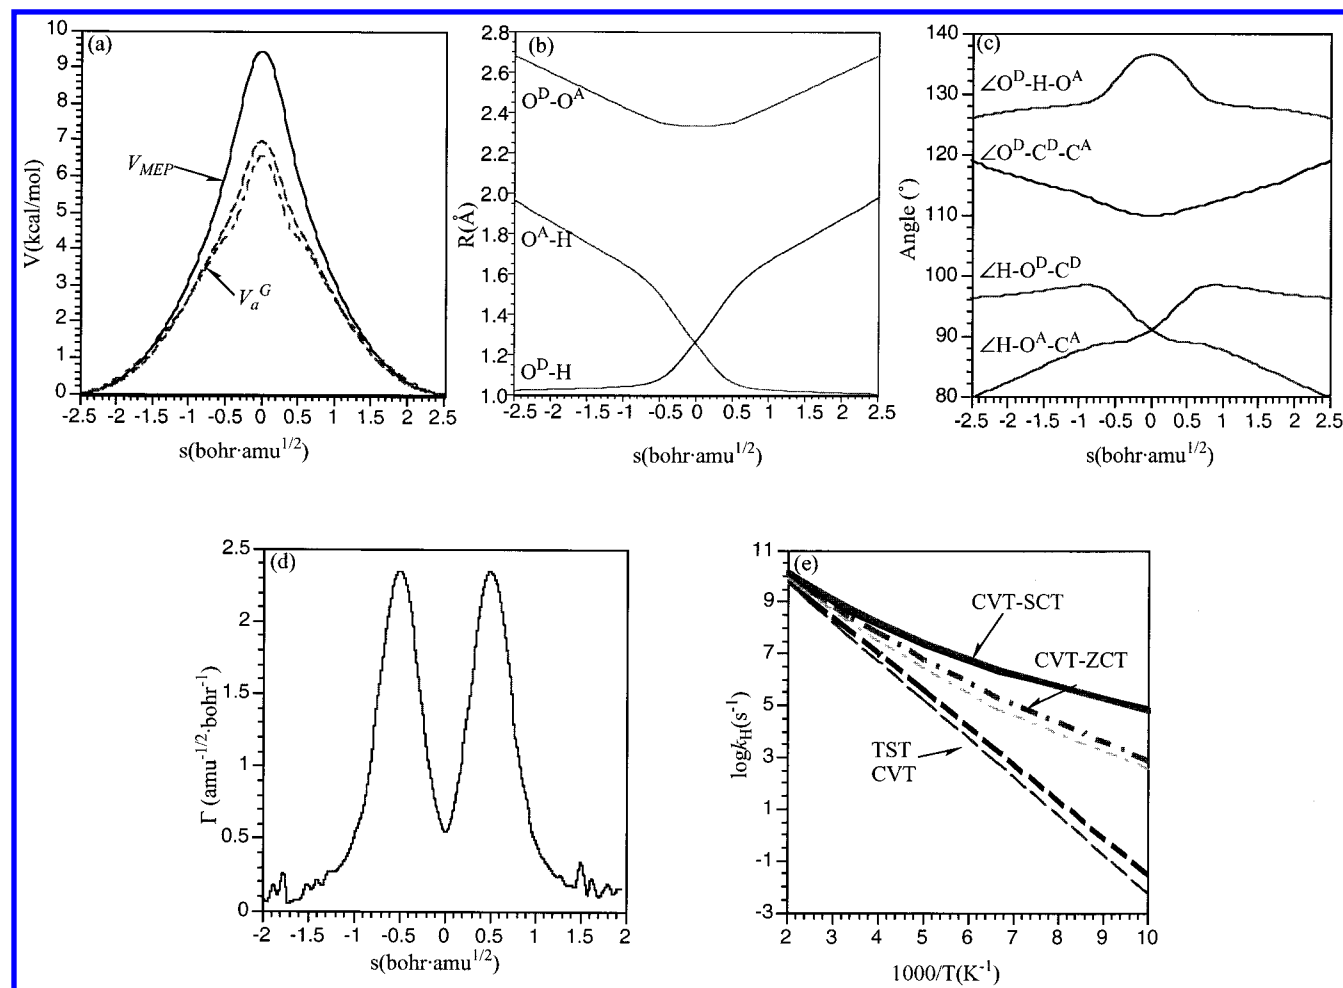 (a)
10
9
8
7
6
5
4
3
2
1
0
V(kcal/mol)
V_MEP
V_a^G
-2.5 -2 -1.5 -1 -0.5 0 0.5 1 1.5 2 2.5
s(bohr·amu^1/2)
(b)
2.8
2.6
2.4
2.2
2.0
1.8
1.6
1.4
1.2
1.0
R(Å)
O^D-O^A
O^A-H
O^D-H
-2.5 -2 -1.5 -1 -0.5 0 0.5 1 1.5 2 2.5
s(bohr·amu^1/2)
(c)
140
130
120
110
100
90
80
Angle (°)
∠O^D-H-O^A
∠O^D-C^D-C^A
∠H-O^D-C^D
∠H-O^A-C^A
-2.5 -2 -1.5 -1 -0.5 0 0.5 1 1.5 2 2.5
s(bohr·amu^1/2)
(d)
2.5
2
1.5
1
0.5
0
Γ (amu^-1/2·bohr^-1)
-2 -1.5 -1 -0.5 0 0.5 1 1.5 2
s(bohr·amu^1/2)
(e)
11
9
7
5
3
1
-1
-3
logk_H(s^-1)
CVT-SCT
CVT-ZCT
TST
CVT
2 3 4 5 6 7 8 9 10
1000/T(K^-1)